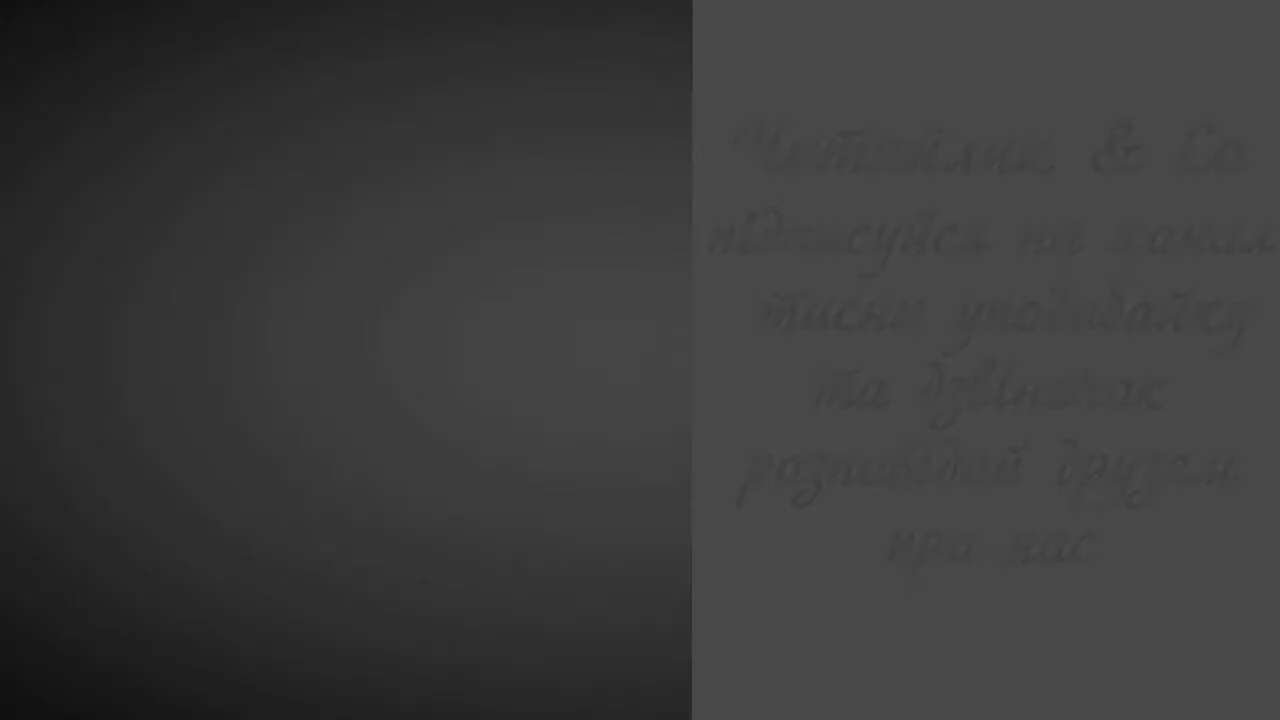 & Co
підписуйся на канал
тисни уподобайку
та дзвіночок
розповідай друзям
про нас